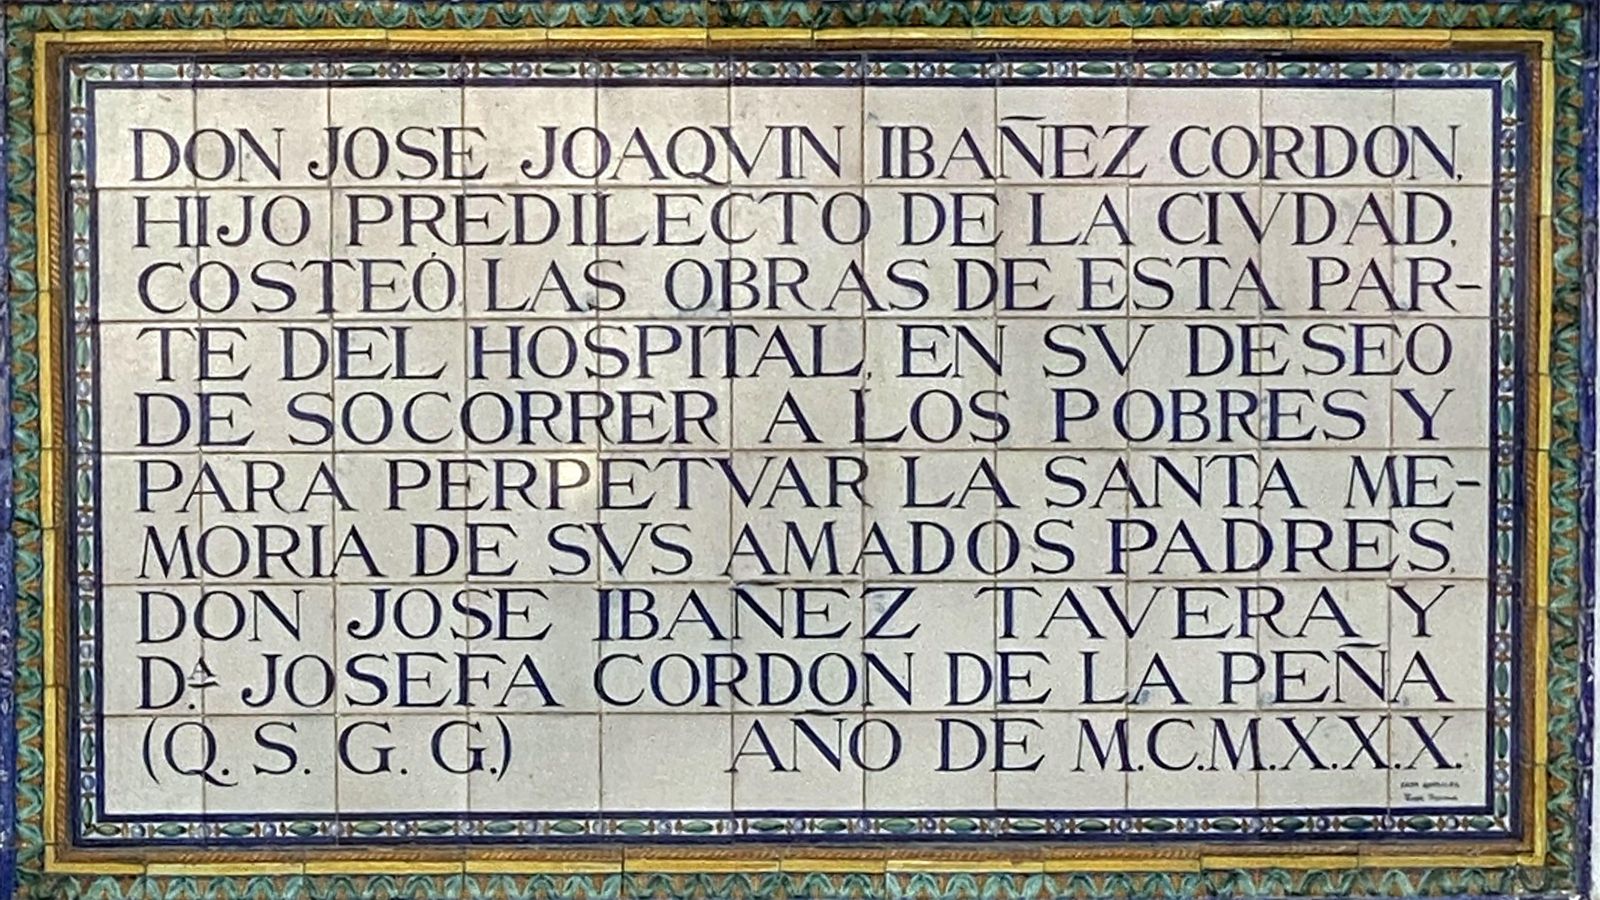 DON JOSE JOAQVIN IBAÑEZ CORDON,
HIJO PREDILECTO DE LA CIVDAD,
COSTEÓ LAS OBRAS DE ESTA PAR-
TE DEL HOSPITAL, EN SV DESEO
DE SOCORRER A LOS POBRES Y
PARA PERPETVAR LA SANTA ME-
MORIA DE SVS AMADOS PADRES,
DON JOSE IBAÑEZ TAVERA Y
D.ª JOSEFA CORDON DE LA PEÑA
(Q. S. G. G.) AÑO DE M.C.M.X.X.X.